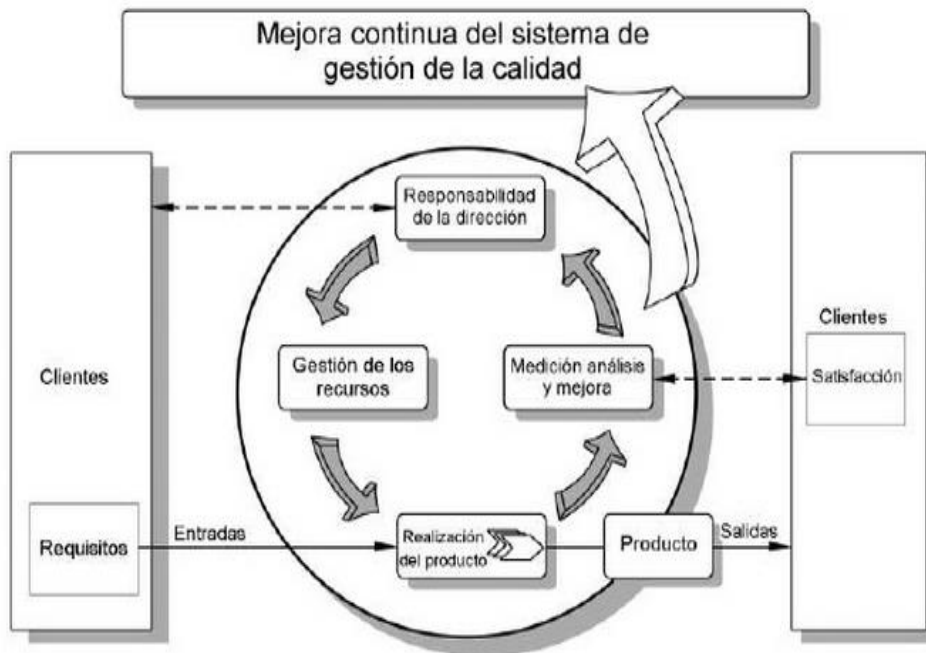 Mejora continua del sistema de
gestión de la calidad
Responsabilidad
de la dirección
Clientes
Gestión de los
recursos
Medición análisis
y mejora
Clientes
Satisfacción
Requisitos
Entradas
Realización
del producto
Producto
Salidas